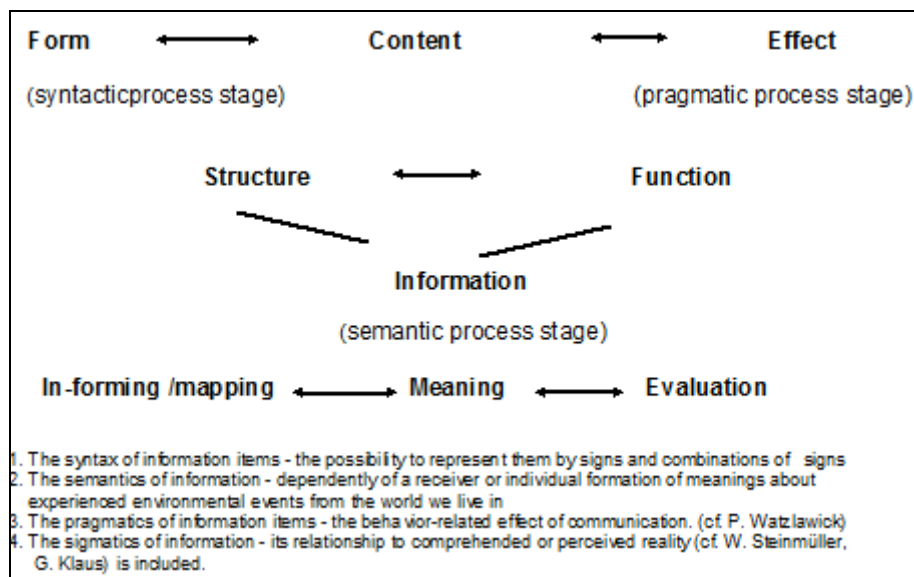 Form Content Effect
(syntacticprocess stage) (pragmatic process stage)
Structure Function
Information
(semantic process stage)
In-forming /mapping Meaning Evaluation
1. The syntax of information items - the possibility to represent them by signs and combinations of signs
2. The semantics of information - dependently of a receiver or individual formation of meanings about
experienced environmental events from the world we live in
3. The pragmatics of information items - the behavior-related effect of communication. (cf. P. Watzlawick)
4. The sigmatics of information - its relationship to comprehended or perceived reality (cf. W. Steinmüller,
G. Klaus) is included.